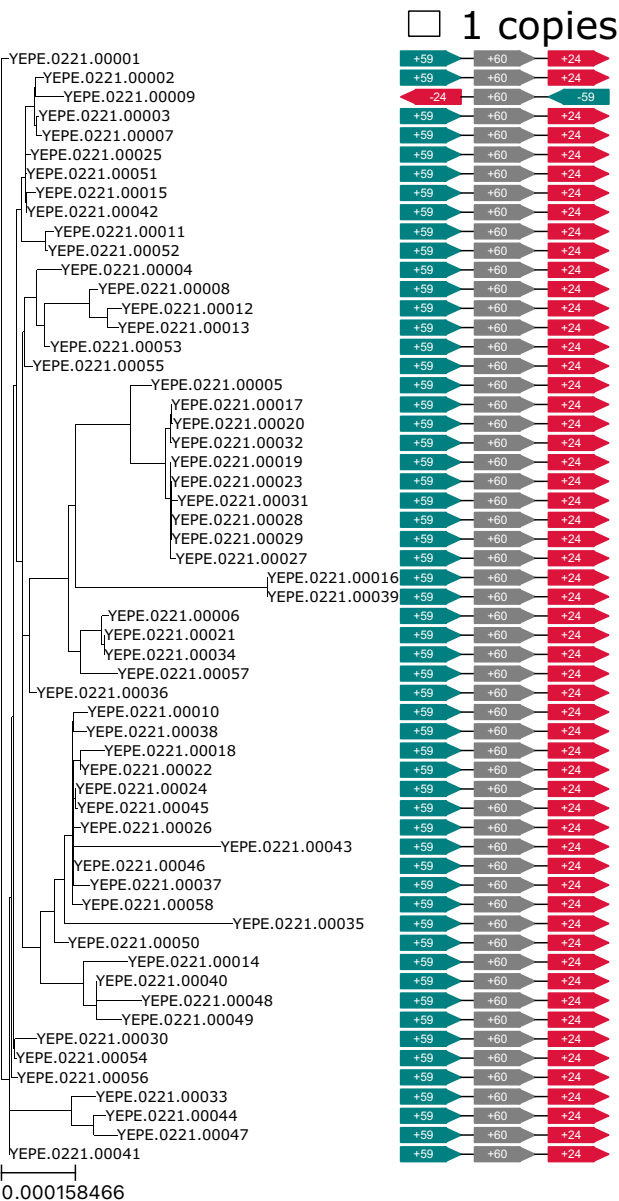 1 copies
YEPE.0221.00001 +59 +60 +24
YEPE.0221.00002 +59 +60 +24
YEPE.0221.00009 -24 +60 -59
YEPE.0221.00003 +59 +60 +24
YEPE.0221.00007 +59 +60 +24
YEPE.0221.00025 +59 +60 +24
YEPE.0221.00051 +59 +60 +24
YEPE.0221.00015 +59 +60 +24
YEPE.0221.00042 +59 +60 +24
YEPE.0221.00011 +59 +60 +24
YEPE.0221.00052 +59 +60 +24
YEPE.0221.00004 +59 +60 +24
YEPE.0221.00008 +59 +60 +24
YEPE.0221.00012 +59 +60 +24
YEPE.0221.00013 +59 +60 +24
YEPE.0221.00053 +59 +60 +24
YEPE.0221.00055 +59 +60 +24
YEPE.0221.00005 +59 +60 +24
YEPE.0221.00017 +59 +60 +24
YEPE.0221.00020 +59 +60 +24
YEPE.0221.00032 +59 +60 +24
YEPE.0221.00019 +59 +60 +24
YEPE.0221.00023 +59 +60 +24
YEPE.0221.00031 +59 +60 +24
YEPE.0221.00028 +59 +60 +24
YEPE.0221.00029 +59 +60 +24
YEPE.0221.00027 +59 +60 +24
YEPE.0221.00016 +59 +60 +24
YEPE.0221.00039 +59 +60 +24
YEPE.0221.00006 +59 +60 +24
YEPE.0221.00021 +59 +60 +24
YEPE.0221.00034 +59 +60 +24
YEPE.0221.00057 +59 +60 +24
YEPE.0221.00036 +59 +60 +24
YEPE.0221.00010 +59 +60 +24
YEPE.0221.00038 +59 +60 +24
YEPE.0221.00018 +59 +60 +24
YEPE.0221.00022 +59 +60 +24
YEPE.0221.00024 +59 +60 +24
YEPE.0221.00045 +59 +60 +24
YEPE.0221.00026 +59 +60 +24
YEPE.0221.00043 +59 +60 +24
YEPE.0221.00046 +59 +60 +24
YEPE.0221.00037 +59 +60 +24
YEPE.0221.00058 +59 +60 +24
YEPE.0221.00035 +59 +60 +24
YEPE.0221.00050 +59 +60 +24
YEPE.0221.00014 +59 +60 +24
YEPE.0221.00040 +59 +60 +24
YEPE.0221.00048 +59 +60 +24
YEPE.0221.00049 +59 +60 +24
YEPE.0221.00030 +59 +60 +24
YEPE.0221.00054 +59 +60 +24
YEPE.0221.00056 +59 +60 +24
YEPE.0221.00033 +59 +60 +24
YEPE.0221.00044 +59 +60 +24
YEPE.0221.00047 +59 +60 +24
YEPE.0221.00041 +59 +60 +24
0.000158466